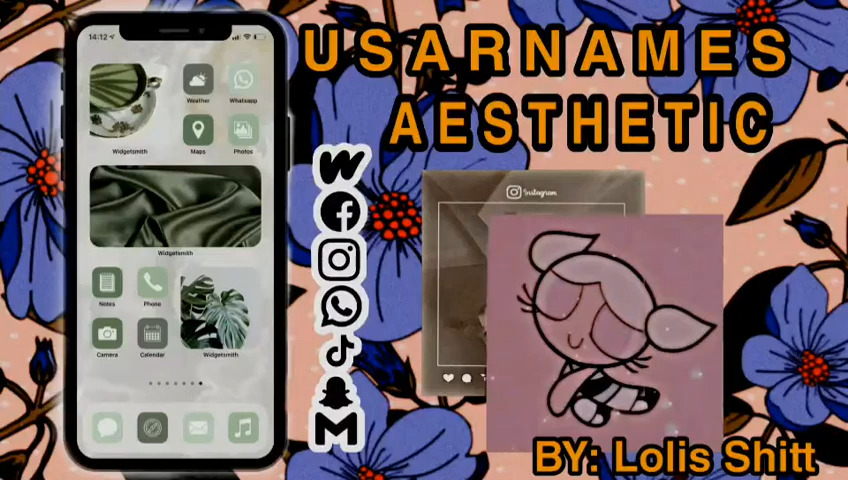 USARNAMES
AESTHETIC
14:12
Weather
Whatsapp
Widgetsmith
Maps
Photos
Widgetsmith
Notes
Phone
Camera
Calendar
Widgetsmith
W
M
Instagram
BY: Lolis Shitt